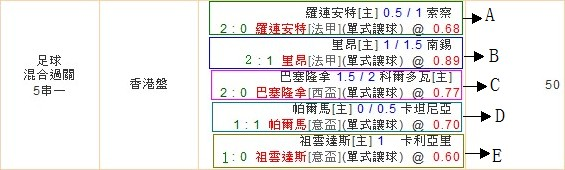 足球
混合過關
5串一
香港盤
羅連安特[主] 0.5 / 1 索察
2:0 羅連安特[法甲](單式讓球) @ 0.68
A
里昂[主] 1 / 1.5 南錫
2:1 里昂[法甲](單式讓球) @ 0.89
B
巴塞隆拿 1.5 / 2 科爾多瓦[主]
2:0 巴塞隆拿[西盃](單式讓球) @ 0.77
C
帕爾馬[主] 0 / 0.5 卡坦尼亞
1:1 帕爾馬[意盃](單式讓球) @ 0.70
D
祖雲達斯[主] 1 卡利亞里
1:0 祖雲達斯[意盃](單式讓球) @ 0.60
E
50